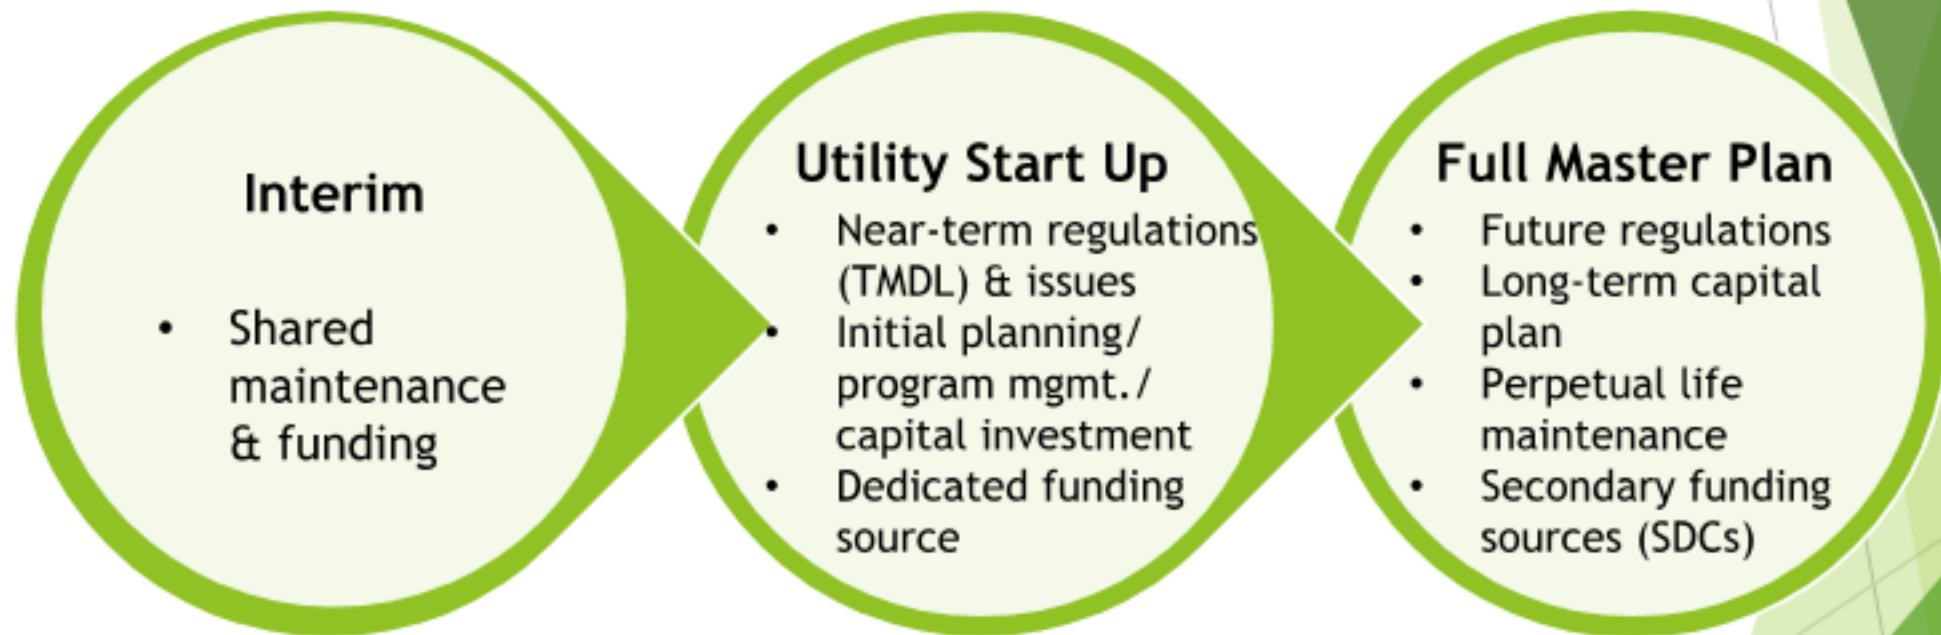 Interim
• Shared
maintenance
& funding
Utility Start Up
• Near-term regulations
(TMDL) & issues
• Initial planning/
program mgmt./
capital investment
• Dedicated funding
source
Full Master Plan
• Future regulations
• Long-term capital
plan
• Perpetual life
maintenance
• Secondary funding
sources (SDCs)